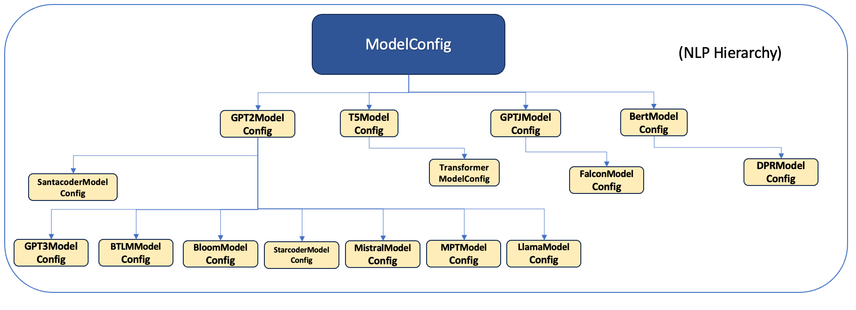 ModelConfig
(NLP Hierarchy)
GPT2Model
Config
T5Model
Config
GPTJModel
Config
BertModel
Config
SantacoderModel
Config
Transformer
ModelConfig
FalconModel
Config
DPRModel
Config
GPT3Model
Config
BTLMModel
Config
BloomModel
Config
StarcoderModel
Config
MistralModel
Config
MPTModel
Config
LlamaModel
Config